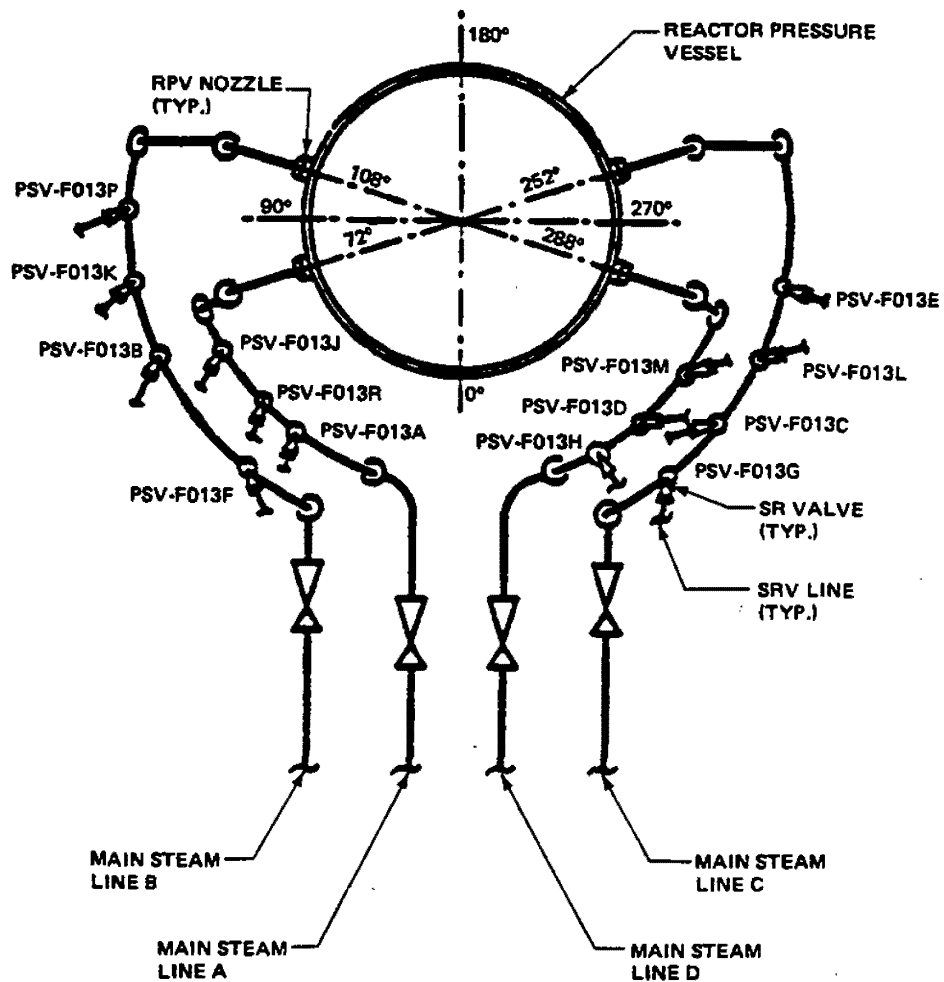 180°
REACTOR PRESSURE
VESSEL
RPV NOZZLE
(TYP.)
108°
252°
PSV-F013P
90°
270°
72°
288°
PSV-F013K
PSV-F013E
PSV-F013B
PSV-F013J
PSV-F013M
PSV-F013L
0°
PSV-F013R
PSV-F013D
PSV-F013A
PSV-F013H
PSV-F013C
PSV-F013F
PSV-F013G
SR VALVE
(TYP.)
SRV LINE
(TYP.)
MAIN STEAM
LINE B
MAIN STEAM
LINE C
MAIN STEAM
LINE A
MAIN STEAM
LINE D